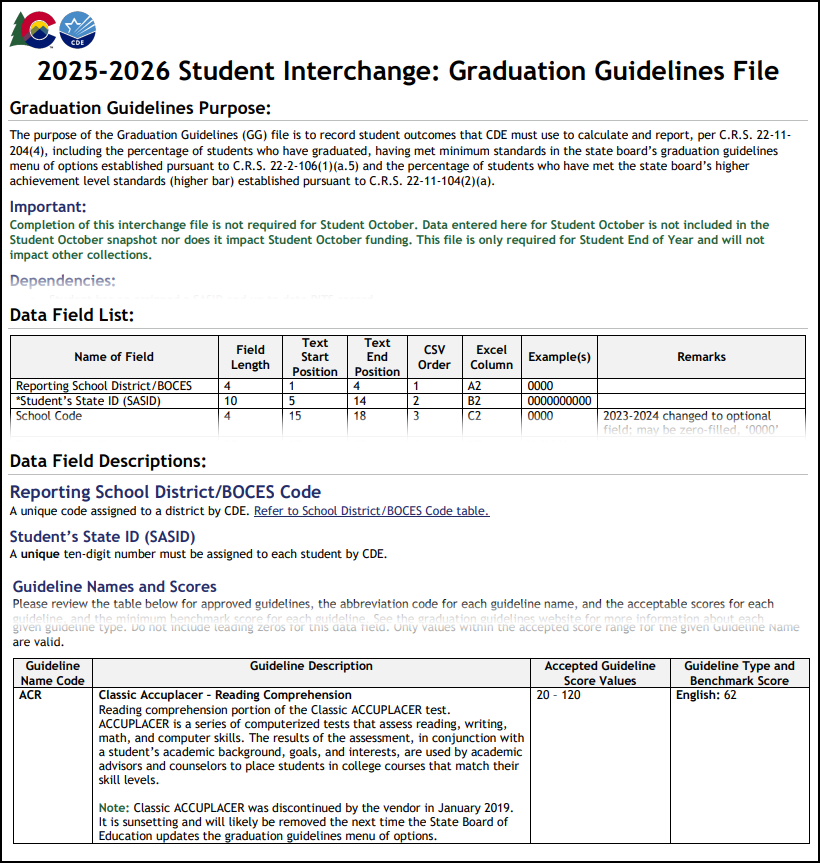 CDE
2025-2026 Student Interchange: Graduation Guidelines File
Graduation Guidelines Purpose:
The purpose of the Graduation Guidelines (GG) file is to record student outcomes that CDE must use to calculate and report, per C.R.S. 22-11-
204(4), including the percentage of students who have graduated, having met minimum standards in the state board’s graduation guidelines
menu of options established pursuant to C.R.S. 22-2-106(1)(a.5) and the percentage of students who have met the state board’s higher
achievement level standards (higher bar) established pursuant to C.R.S. 22-11-104(2)(a).
Important:
Completion of this interchange file is not required for Student October. Data entered here for Student October is not included in the
Student October snapshot nor does it impact Student October funding. This file is only required for Student End of Year and will not
impact other collections.
Dependencies:
Data Field List:
Name of Field Field Length Text Start Position Text End Position CSV Order Excel Column Example(s) Remarks
Reporting School District/BOCES 4 1 4 1 A2 0000
*Student’s State ID (SASID) 10 5 14 2 B2 0000000000
School Code 4 15 18 3 C2 0000 2023-2024 changed to optional
field; may be zero-filled, ‘0000’
Data Field Descriptions:
Reporting School District/BOCES Code
A unique code assigned to a district by CDE. Refer to School District/BOCES Code table.
Student’s State ID (SASID)
A unique ten-digit number must be assigned to each student by CDE.
Guideline Names and Scores
Please review the table below for approved guidelines, the abbreviation code for each guideline name, and the acceptable scores for each
guideline, and the minimum benchmark score for each guideline. See the graduation guidelines website for more information about each
given guideline type. Do not include leading zeros for this data field. Only values within the accepted score range for the given Guideline Name
are valid.
Guideline Name Code Guideline Description Accepted Guideline Score Values Guideline Type and Benchmark Score
ACR Classic Accuplacer – Reading Comprehension 20 - 120 English: 62
Reading comprehension portion of the Classic ACCUPLACER test.
ACCUPLACER is a series of computerized tests that assess reading, writing,
math, and computer skills. The results of the assessment, in conjunction with
a student’s academic background, goals, and interests, are used by academic
advisors and counselors to place students in college courses that match their
skill levels.
Note: Classic ACCUPLACER was discontinued by the vendor in January 2019.
It is sunsetting and will likely be removed the next time the State Board of
Education updates the graduation guidelines menu of options.